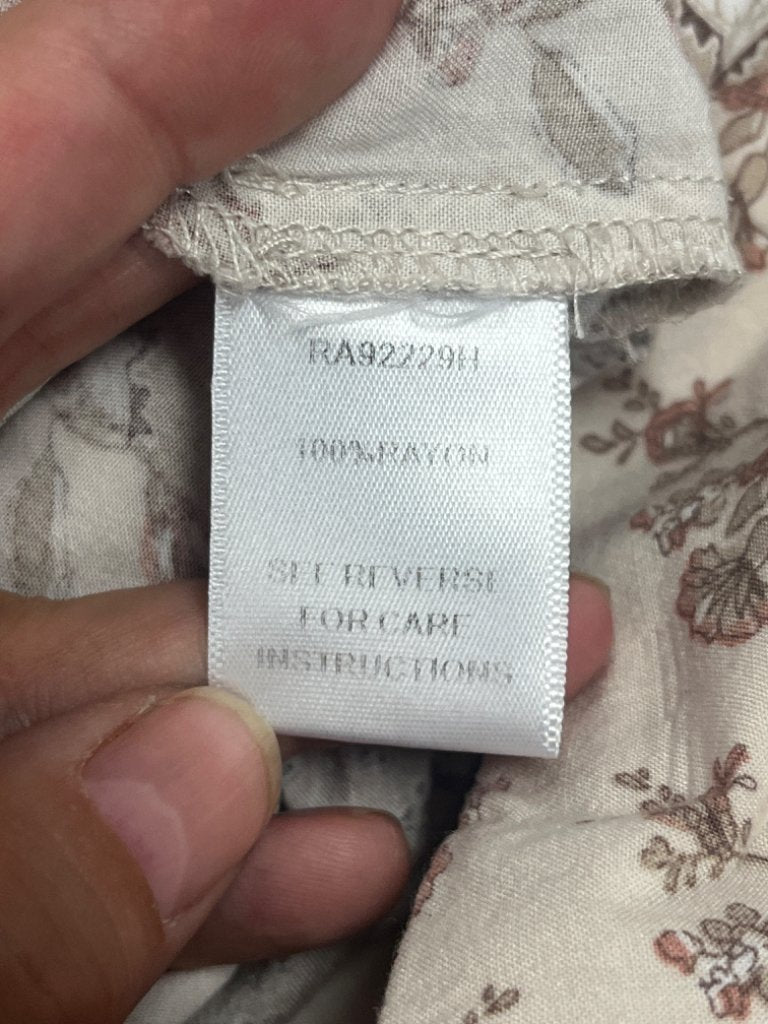 RA92229H
100%RAYON
SEE REVERSE
FOR CARE
INSTRUCTIONS